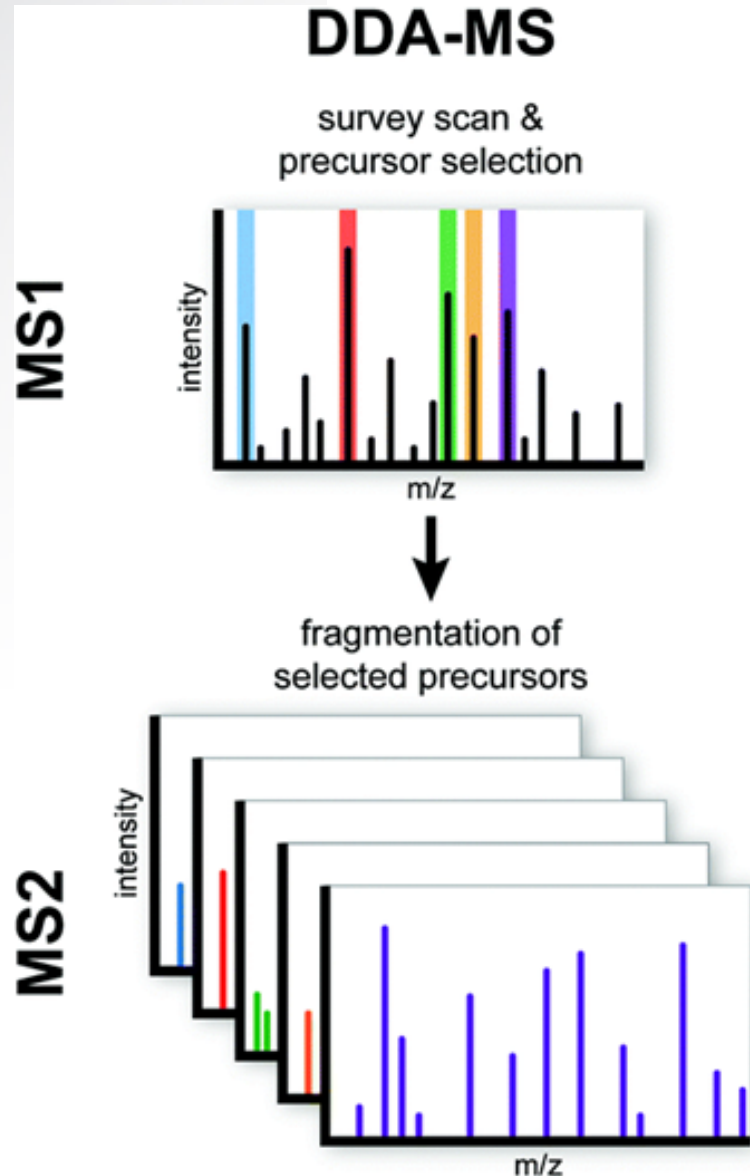 DDA-MS
survey scan &
precursor selection
MS1
intensity
m/z
fragmentation of
selected precursors
MS2
intensity
m/z